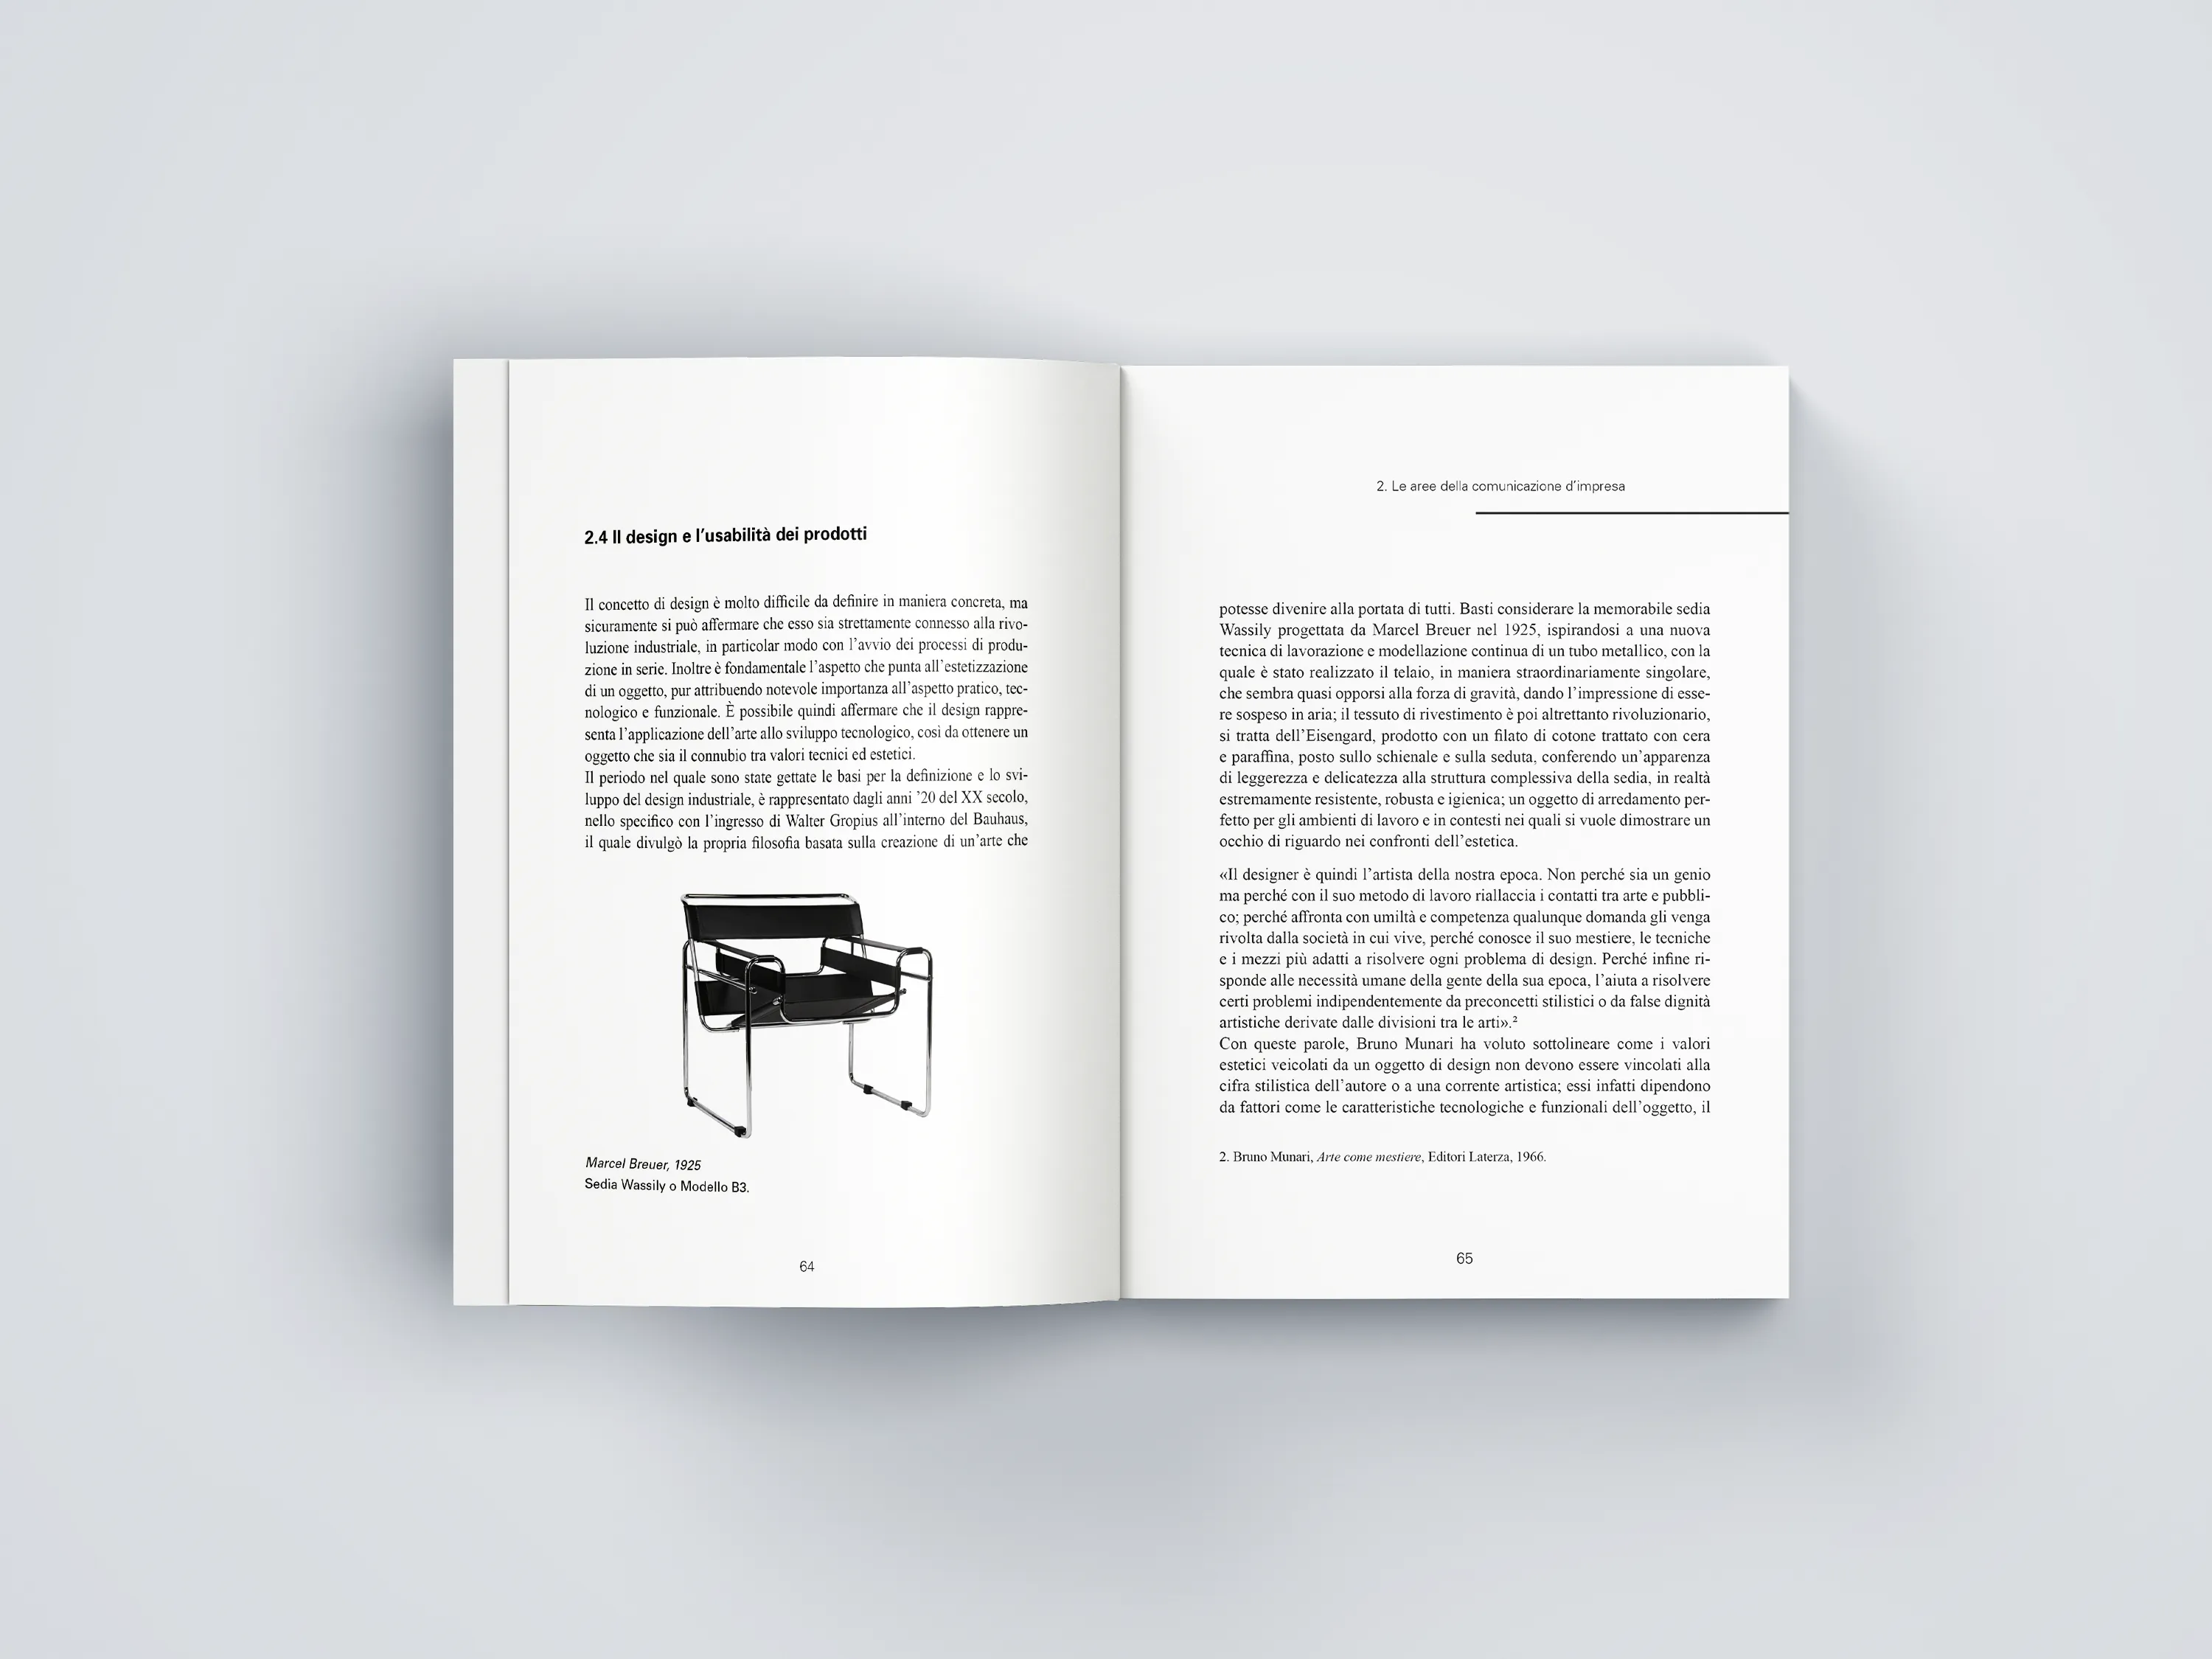 2.4 Il design e l'usabilità dei prodotti
Il concetto di design è molto difficile da definire in maniera concreta, ma
sicuramente si può affermare che esso sia strettamente connesso alla rivo-
luzione industriale, in particolar modo con l'avvio dei processi di produ-
zione in serie. Inoltre è fondamentale l'aspetto che punta all'estetizzazione
di un oggetto, pur attribuendo notevole importanza all'aspetto pratico, tec-
nologico e funzionale. È possibile quindi affermare che il design rappre-
senta l'applicazione dell'arte allo sviluppo tecnologico, così da ottenere un
oggetto che sia il connubio tra valori tecnici ed estetici.
Il periodo nel quale sono state gettate le basi per la definizione e lo svi-
luppo del design industriale, è rappresentato dagli anni '20 del XX secolo,
nello specifico con l'ingresso di Walter Gropius all'interno del Bauhaus,
il quale divulgò la propria filosofia basata sulla creazione di un'arte che
Marcel Breuer, 1925
Sedia Wassily o Modello B3.
64
2. Le aree della comunicazione d'impresa
potesse divenire alla portata di tutti. Basti considerare la memorabile sedia
Wassily progettata da Marcel Breuer nel 1925, ispirandosi a una nuova
tecnica di lavorazione e modellazione continua di un tubo metallico, con la
quale è stato realizzato il telaio, in maniera straordinariamente singolare,
che sembra quasi opporsi alla forza di gravità, dando l'impressione di esse-
re sospeso in aria; il tessuto di rivestimento è poi altrettanto rivoluzionario,
si tratta dell'Eisengard, prodotto con un filato di cotone trattato con cera
e paraffina, posto sullo schienale e sulla seduta, conferendo un'apparenza
di leggerezza e delicatezza alla struttura complessiva della sedia, in realtà
estremamente resistente, robusta e igienica; un oggetto di arredamento per-
fetto per gli ambienti di lavoro e in contesti nei quali si vuole dimostrare un
occhio di riguardo nei confronti dell'estetica.
«Il designer è quindi l'artista della nostra epoca. Non perché sia un genio
ma perché con il suo metodo di lavoro riallaccia i contatti tra arte e pubbli-
co; perché affronta con umiltà e competenza qualunque domanda gli venga
rivolta dalla società in cui vive, perché conosce il suo mestiere, le tecniche
e i mezzi più adatti a risolvere ogni problema di design. Perché infine ri-
sponde alle necessità umane della gente della sua epoca, l'aiuta a risolvere
certi problemi indipendentemente da preconcetti stilistici o da false dignità
artistiche derivate dalle divisioni tra le arti».²
Con queste parole, Bruno Munari ha voluto sottolineare come i valori
estetici veicolati da un oggetto di design non devono essere vincolati alla
cifra stilistica dell'autore o a una corrente artistica; essi infatti dipendono
da fattori come le caratteristiche tecnologiche e funzionali dell'oggetto, il
2. Bruno Munari, Arte come mestiere, Editori Laterza, 1966.
65